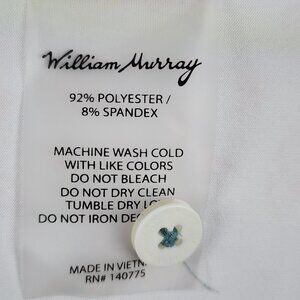 William Murray
92% POLYESTER /
8% SPANDEX
MACHINE WASH COLD
WITH LIKE COLORS
DO NOT BLEACH
DO NOT DRY CLEAN
TUMBLE DRY
DO NOT IRON
MADE IN
RN# 140775